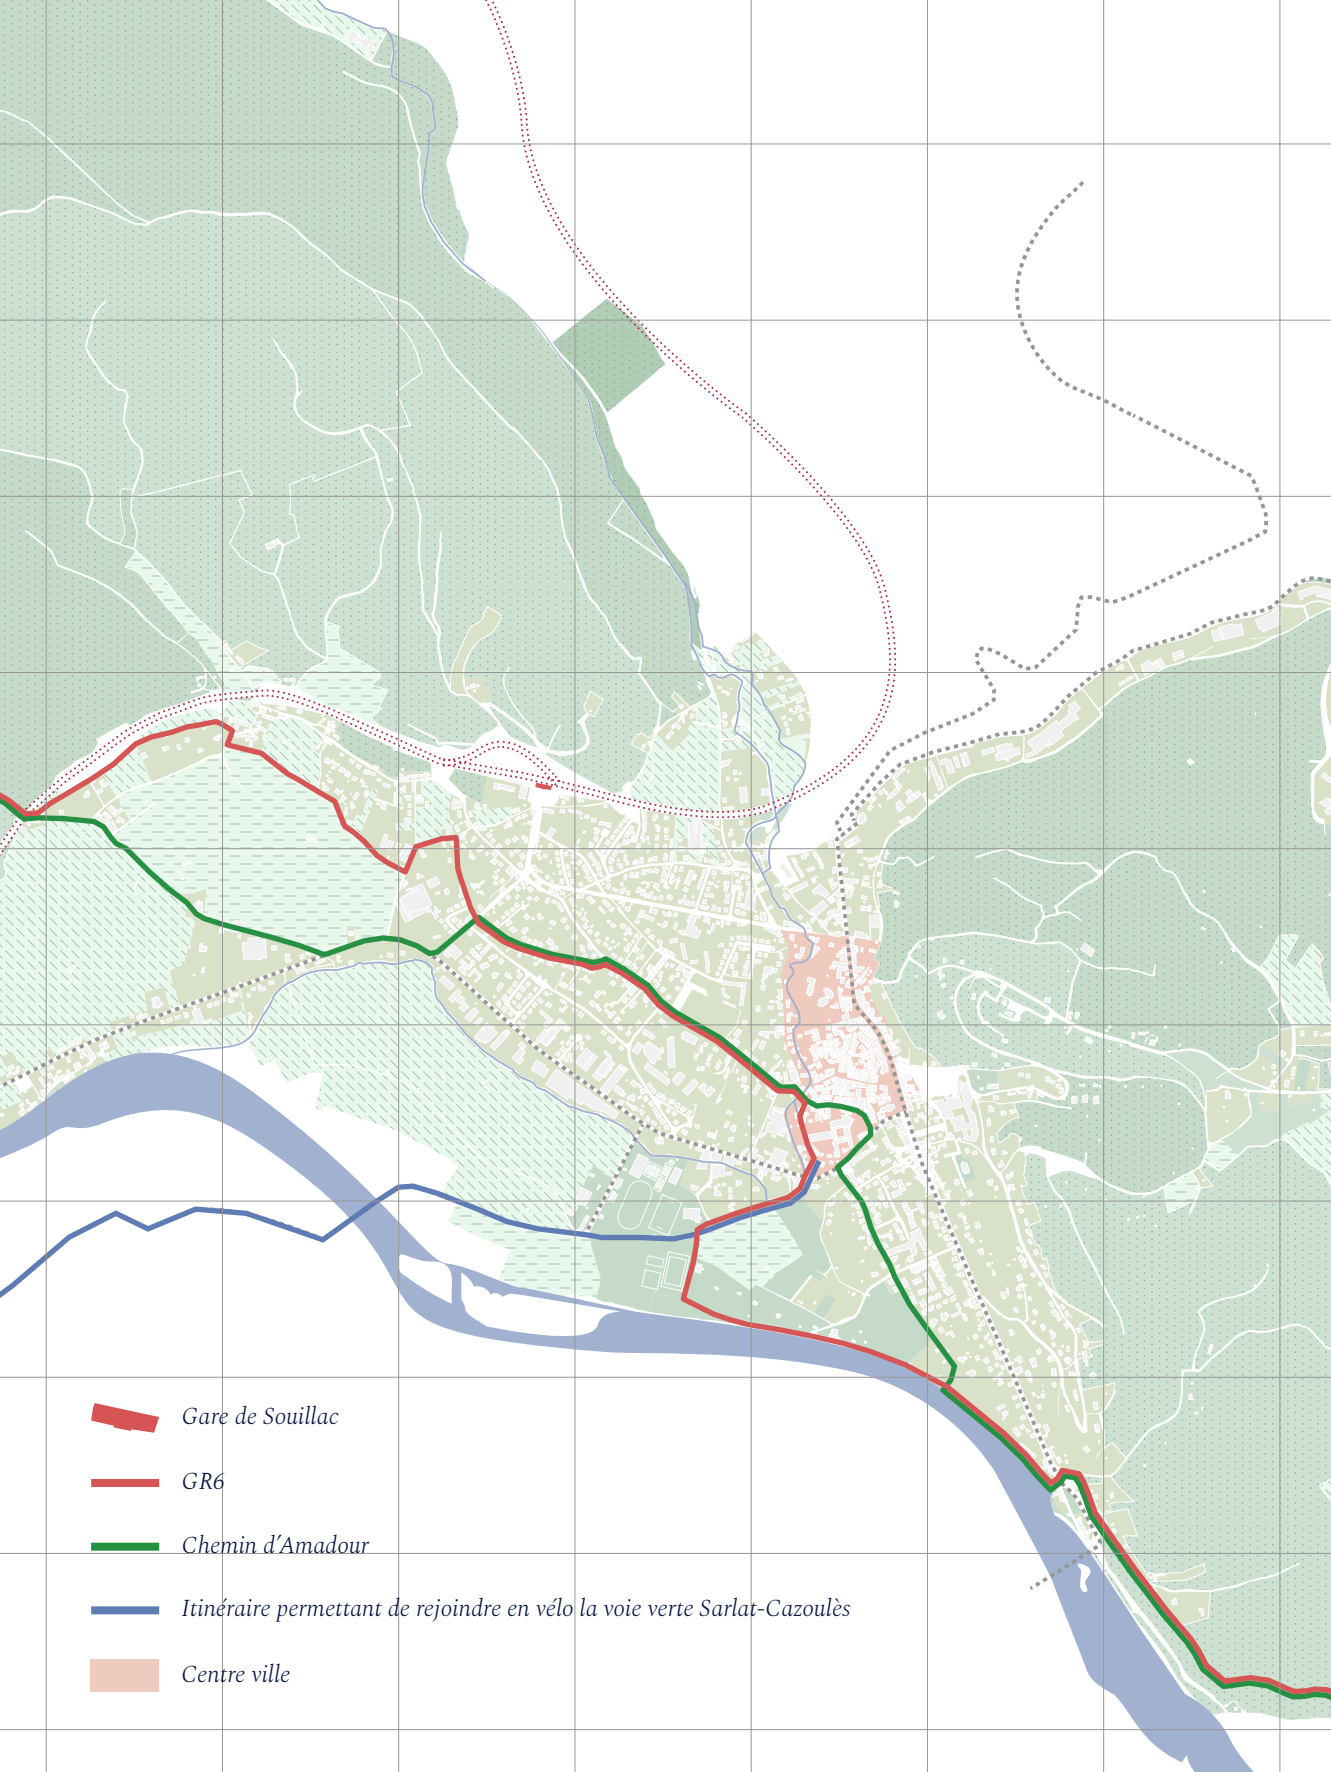 Gare de Souillac
GR6
Chemin d'Amadour
Itinéraire permettant de rejoindre en vélo la voie verte Sarlat-Cazoulès
Centre ville